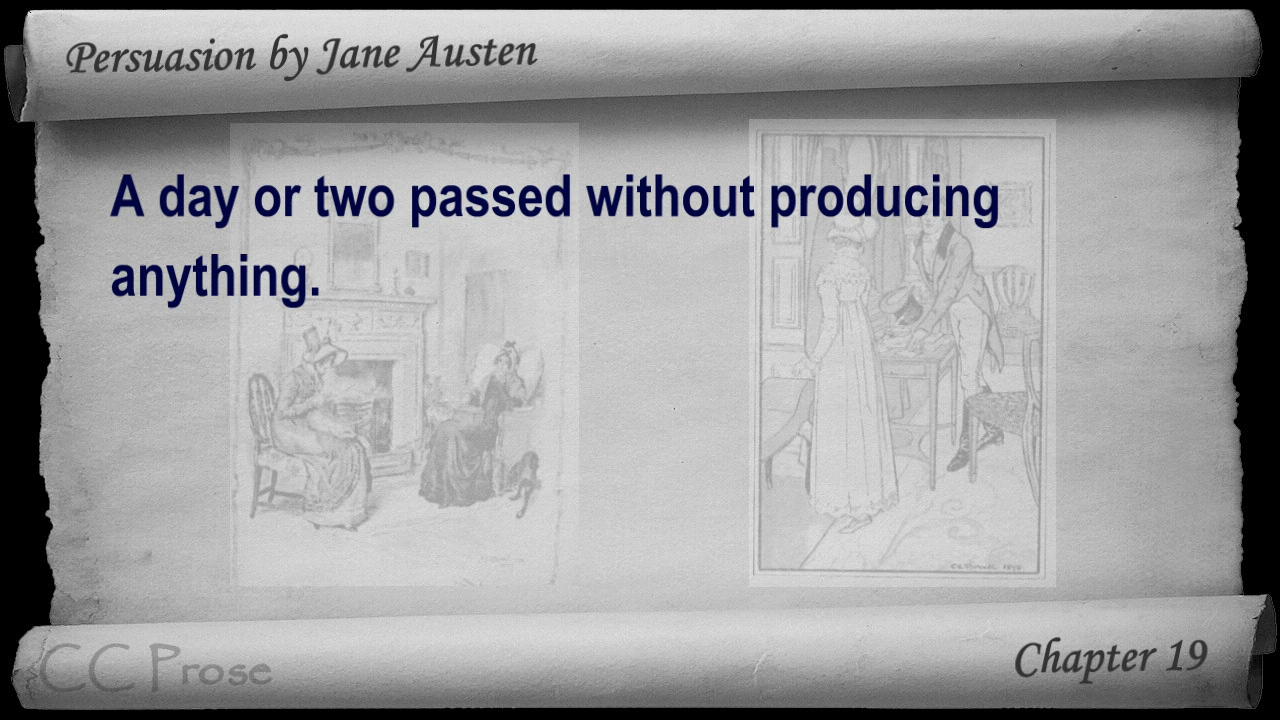 Persuasion by Jane Austen
A day or two passed without producing
anything.
CC Prose
Chapter 19